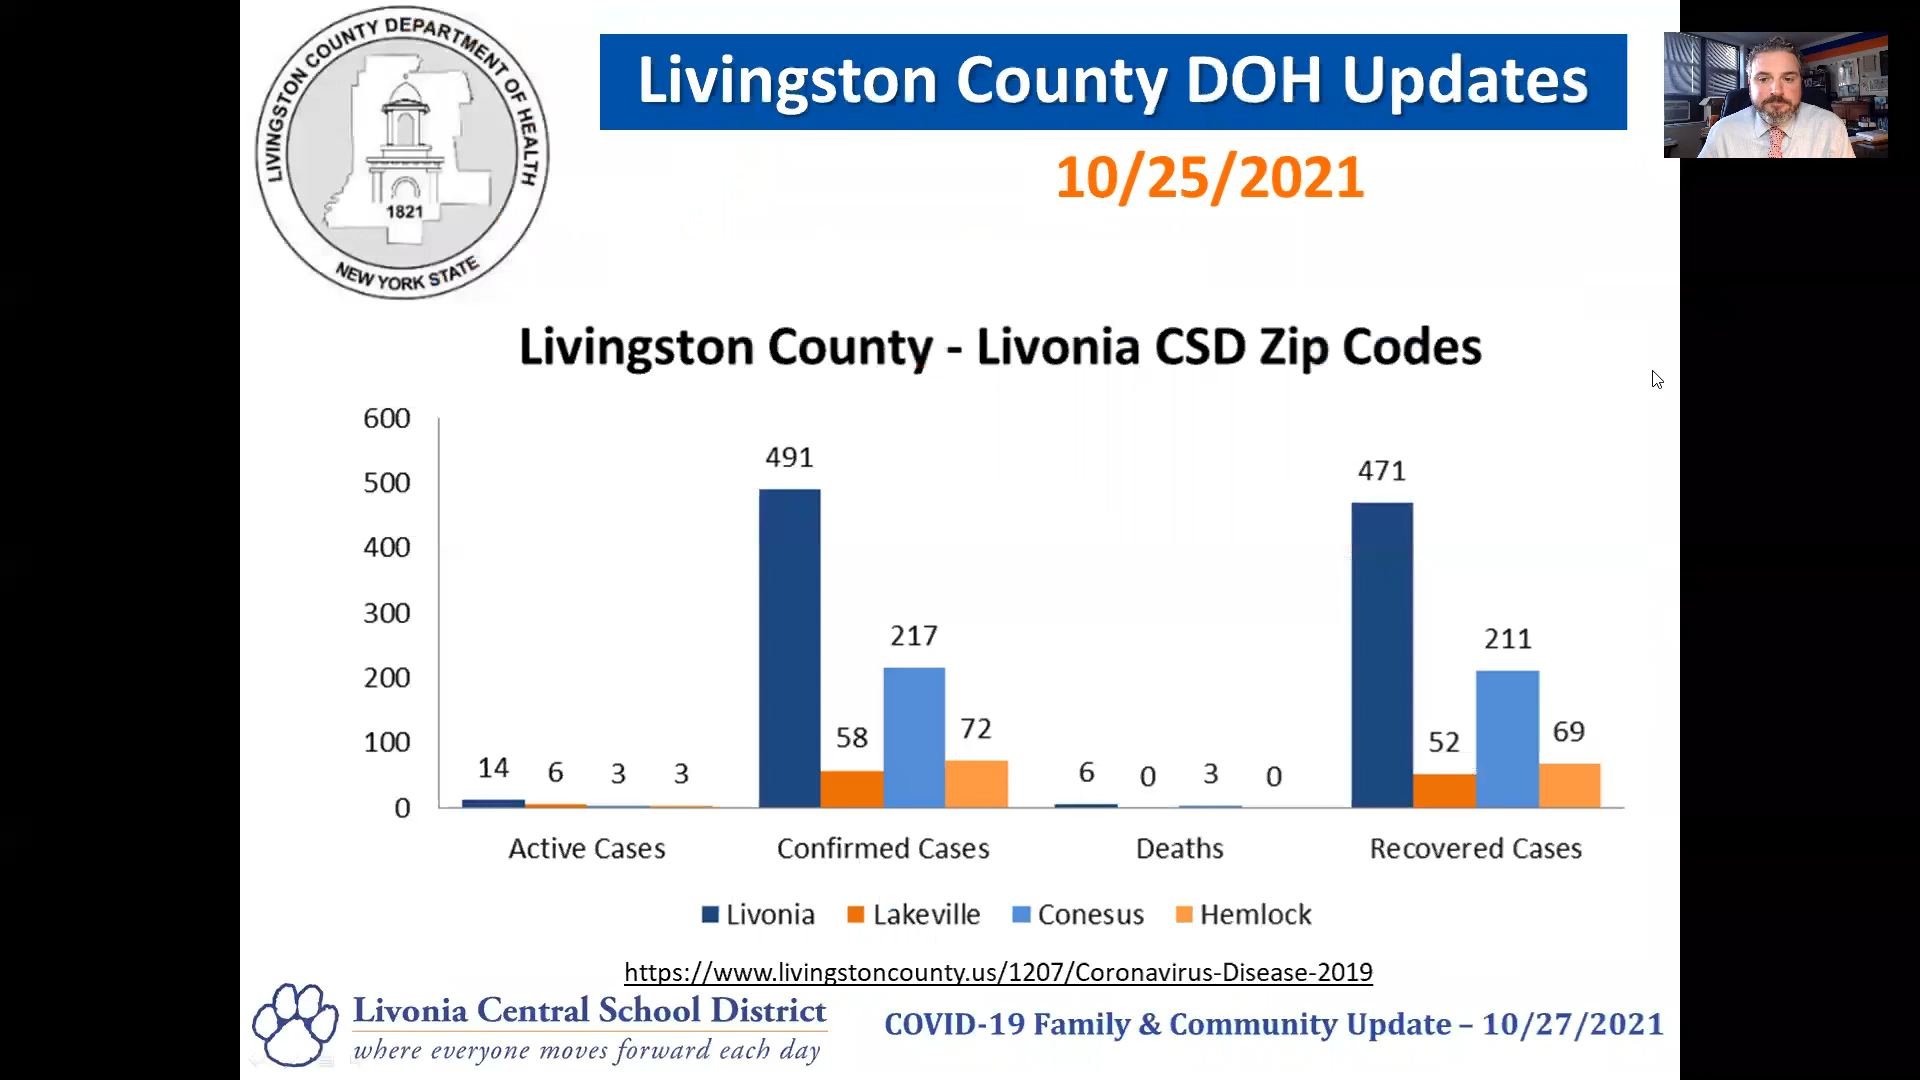 LIVINGSTON COUNTY DEPARTMENT OF HEALTH
1821
NEW YORK STATE
Livingston County DOH Updates
10/25/2021
Livingston County - Livonia CSD Zip Codes
600
500
400
300
200
100
0
14 6 3 3
491 58 217 72
6 0 3 0
471 52 211 69
Active Cases Confirmed Cases Deaths Recovered Cases
Livonia Lakeville Conesus Hemlock
https://www.livingstoncounty.us/1207/Coronavirus-Disease-2019
Livonia Central School District
where everyone moves forward each day
COVID-19 Family & Community Update – 10/27/2021